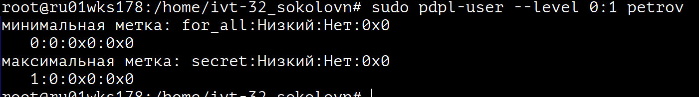 root@ru01wks178:/home/ivt-32_sokolovn# sudo pdpl-user --level 0:1 petrov
минимальная метка: for_all:Низкий:Нет:0x0
0:0:0x0:0x0
максимальная метка: secret:Низкий:Нет:0x0
1:0:0x0:0x0
root@ru01wks178:/home/ivt-32_sokolovn#